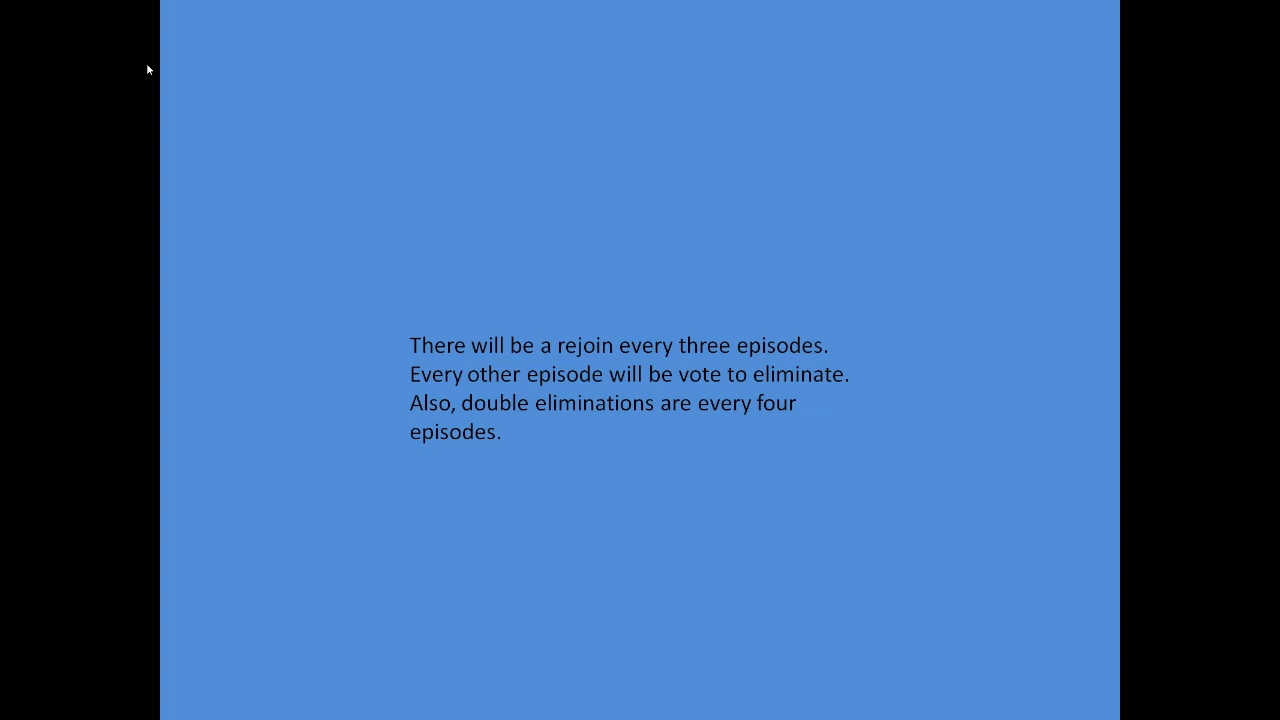 There will be a rejoin every three episodes.
Every other episode will be vote to eliminate.
Also, double eliminations are every four
episodes.